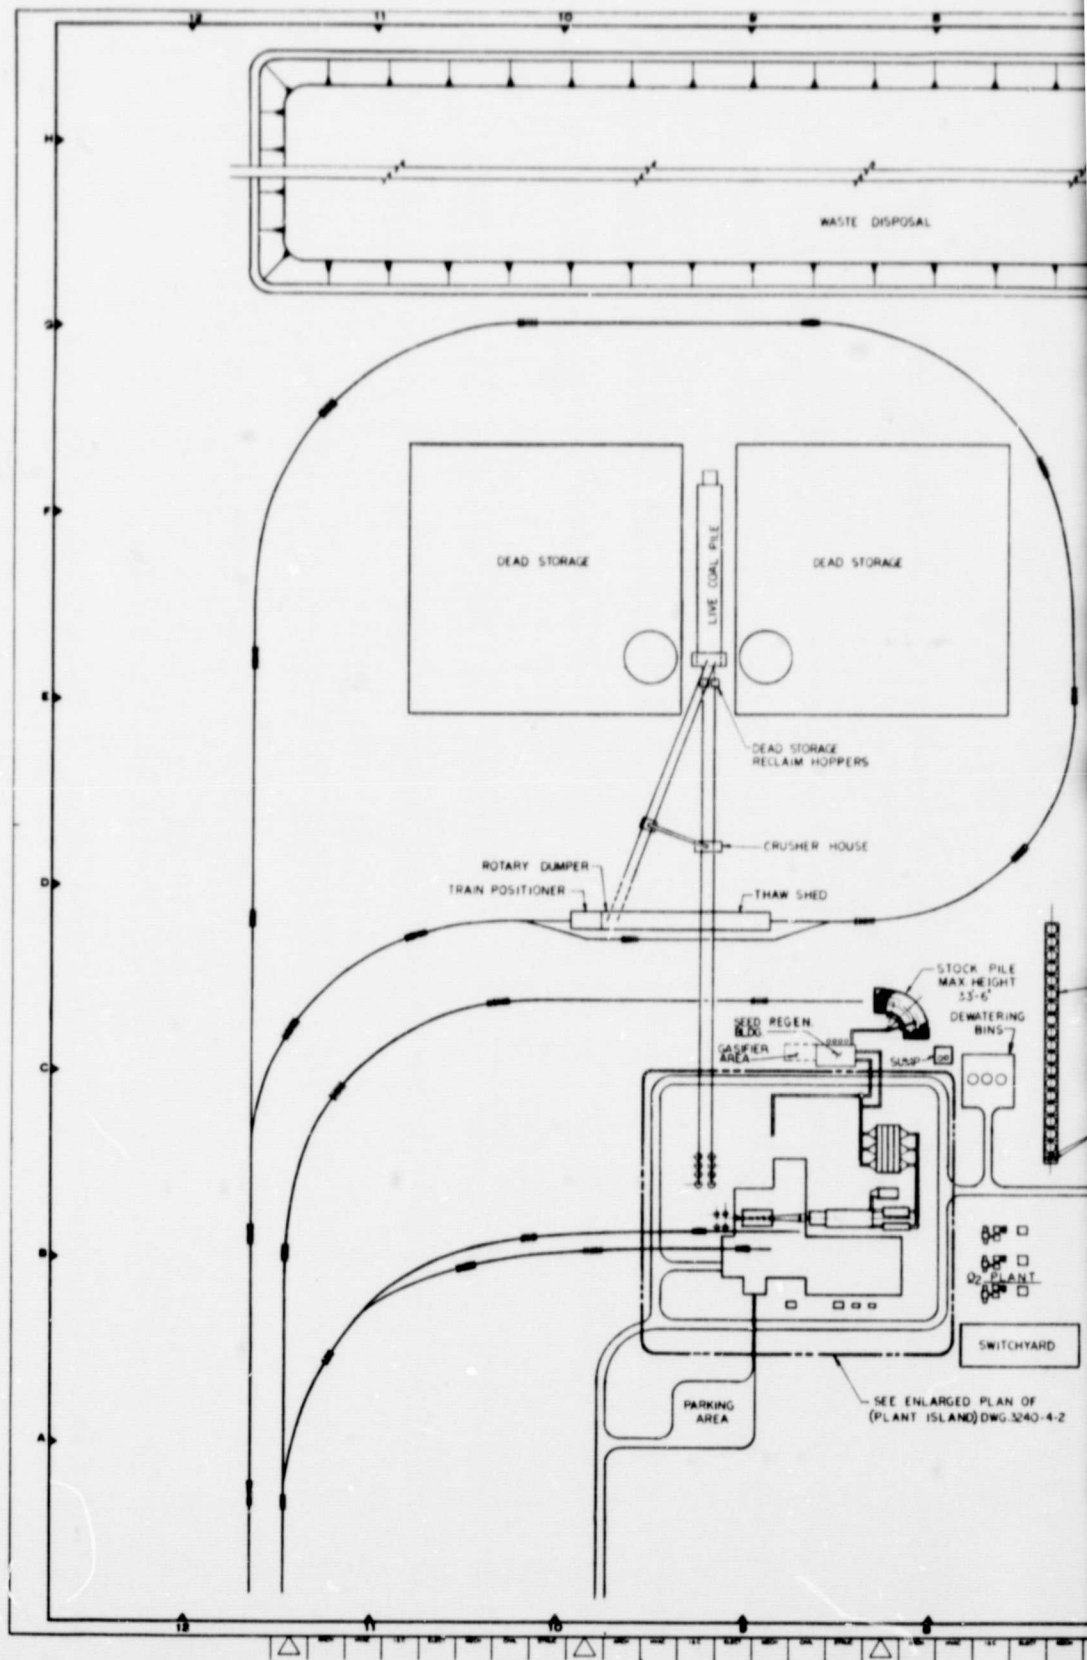 12 11 10 9 8
H
WASTE DISPOSAL
G
F
DEAD STORAGE
LIVE COAL PILE
DEAD STORAGE
E
DEAD STORAGE
RECLAIM HOPPERS
CRUSHER HOUSE
ROTARY DUMPER
D
TRAIN POSITIONER
THAW SHED
STOCK PILE
MAX. HEIGHT
33'-6"
DEWATERING
BINS
SEED REGEN.
BLDG.
GASIFIER
AREA
SUMP
C
B
O2 PLANT
SWITCHYARD
PARKING
AREA
SEE ENLARGED PLAN OF
(PLANT ISLAND) DWG.3240-4-2
A
12 11 10 9 8